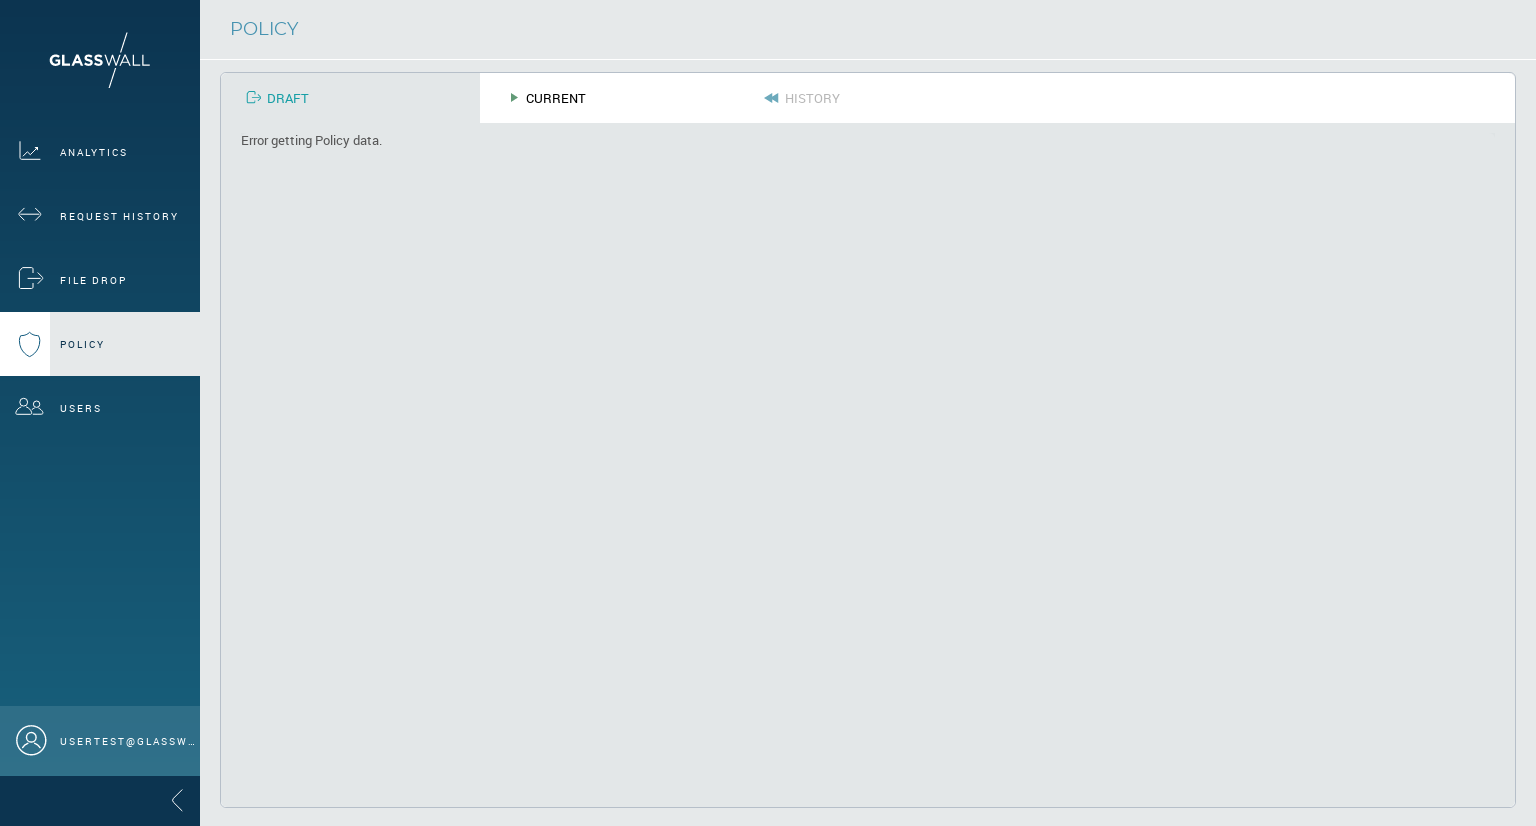 GLASSWALL
ANALYTICS
REQUEST HISTORY
FILE DROP
POLICY
USERS
USERTEST@GLASSW...
POLICY
DRAFT
CURRENT
HISTORY
Error getting Policy data.